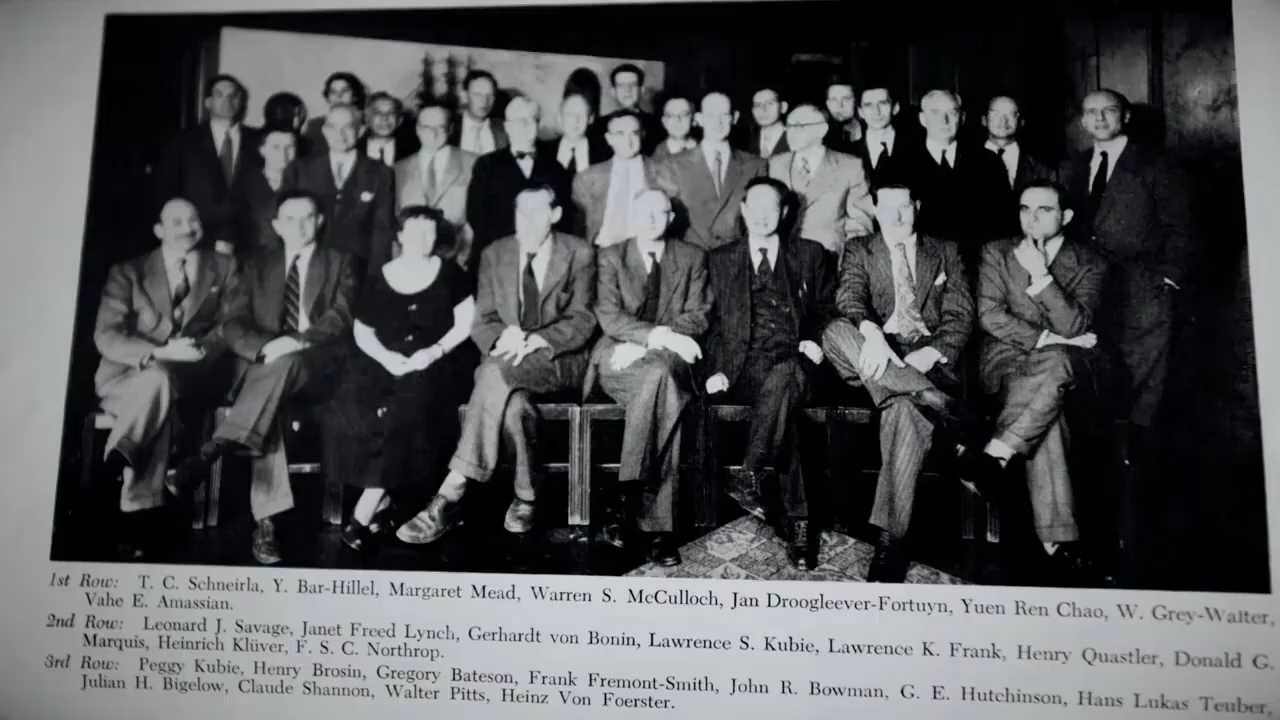 1st Row: T. C. Schneirla, Y. Bar-Hillel, Margaret Mead, Warren S. McCulloch, Jan Droogleever-Fortuyn, Yuen Ren Chao, W. Grey-Walter,
Vahe E. Amassian.
2nd Row: Leonard J. Savage, Janet Freed Lynch, Gerhardt von Bonin, Lawrence S. Kubie, Lawrence K. Frank, Henry Quastler, Donald G.
Marquis, Heinrich Klüver, F. S. C. Northrop.
3rd Row: Peggy Kubie, Henry Brosin, Gregory Bateson, Frank Fremont-Smith, John R. Bowman, G. E. Hutchinson, Hans Lukas Teuber,
Julian H. Bigelow, Claude Shannon, Walter Pitts, Heinz Von Foerster.